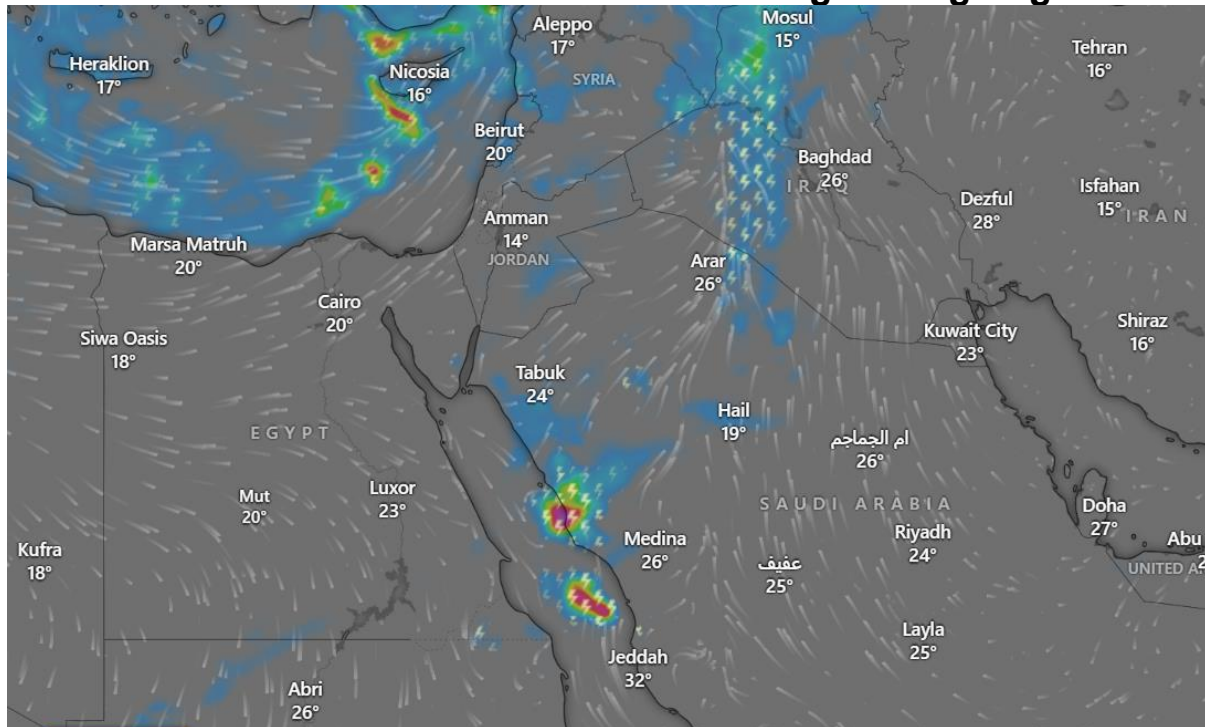 Mosul
15°
Aleppo
17°
Tehran
16°
Heraklion
17°
Nicosia
16°
SYRIA
Beirut
20°
Baghdad
26°
IRAQ
Dezful
28°
Isfahan
15°
IRAN
Amman
14°
JORDAN
Marsa Matruh
20°
Arar
26°
Cairo
20°
Siwa Oasis
18°
Kuwait City
23°
Shiraz
16°
Tabuk
24°
Hail
19°
EGYPT
ام الجماجم
26°
Luxor
23°
Mut
20°
SAUDI ARABIA
Doha
27°
Riyadh
24°
Medina
26°
Kufra
18°
عفيف
25°
Abu
UNITED A
Layla
25°
Jeddah
32°
Abri
26°